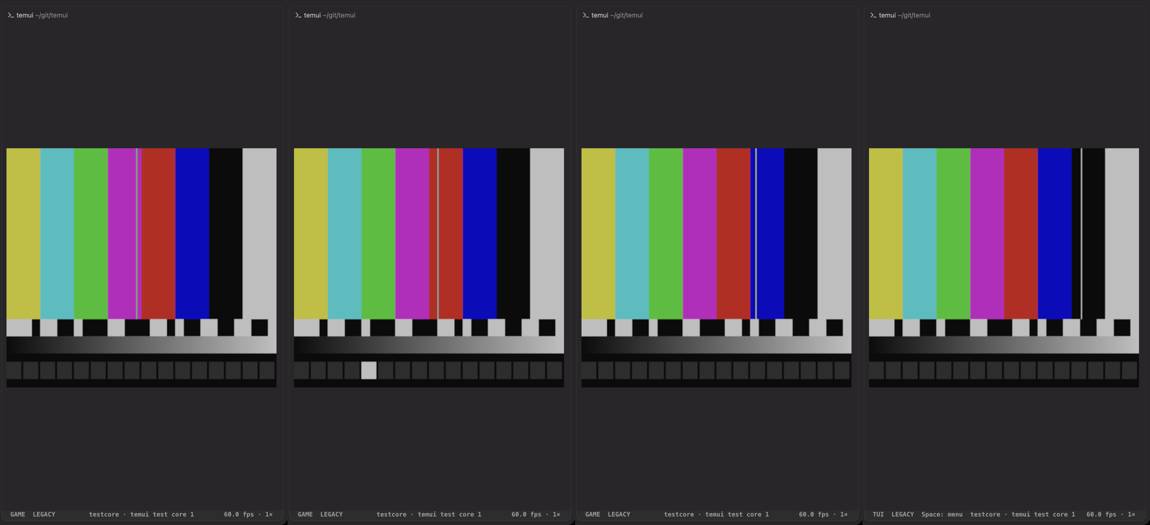 temui ~/git/temui
temui ~/git/temui
temui ~/git/temui
temui ~/git/temui
GAME LEGACY testcore · temui test core 1 60.0 fps · 1×
GAME LEGACY testcore · temui test core 1 60.0 fps · 1×
GAME LEGACY testcore · temui test core 1 60.0 fps · 1×
TUI LEGACY Space: menu testcore · temui test core 1 60.0 fps · 1×